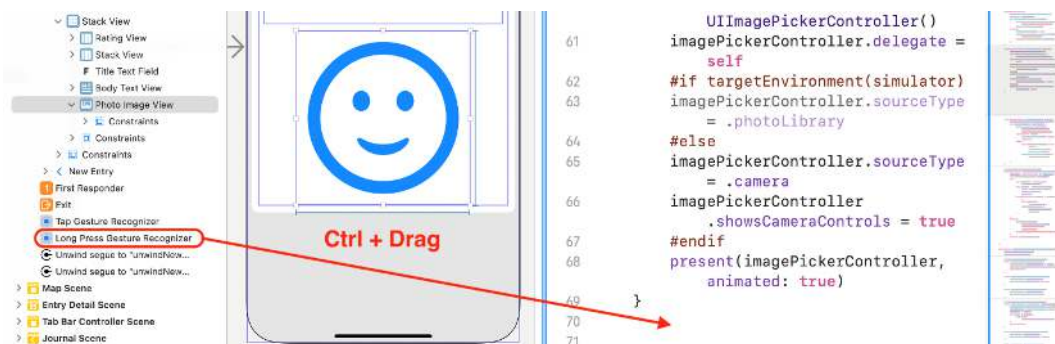 Stack View
Rating View
Stack View
Title Text Field
Body Text View
Photo Image View
Constraints
Constraints
Constraints
New Entry
First Responder
Exit
Tap Gesture Recognizer
Long Press Gesture Recognizer
Unwind segue to "unwindNew...
Unwind segue to "unwindNew...
Map Scene
Entry Detail Scene
Tab Bar Controller Scene
Journal Scene
Ctrl + Drag
UIImagePickerController()
61 imagePickerController.delegate =
self
62 #if targetEnvironment(simulator)
63 imagePickerController.sourceType
= .photoLibrary
64 #else
65 imagePickerController.sourceType
= .camera
66 imagePickerController
.showsCameraControls = true
67 #endif
68 present(imagePickerController,
animated: true)
69 }
70
71